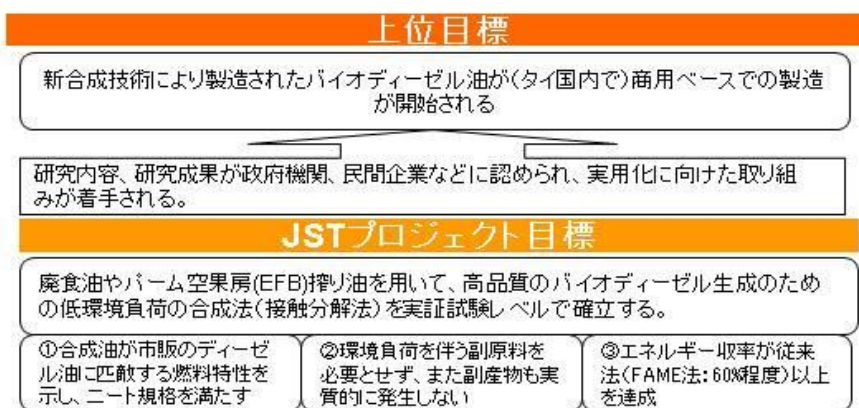 上位目標
新合成技術により製造されたバイオディーゼル油が(タイ国内で)商用ベースでの製造
が開始される
研究内容、研究成果が政府機関、民間企業などに認められ、実用化に向けた取り組
みが着手される。
JSTプロジェクト目標
廃食油やパーム空果房(EFB)搾り油を用いて、高品質のバイオディーゼル生成のため
の低環境負荷の合成法(接触分解法)を実証試験レベルで確立する。
①合成油が市販のディーゼ
ル油に匹敵する燃料特性を
示し、ニート規格を満たす
②環境負荷を伴う副原料を
必要とせず、また副産物も実
質的に発生しない
③エネルギー収率が従来
法(FAME法:60%程度)以上
を達成